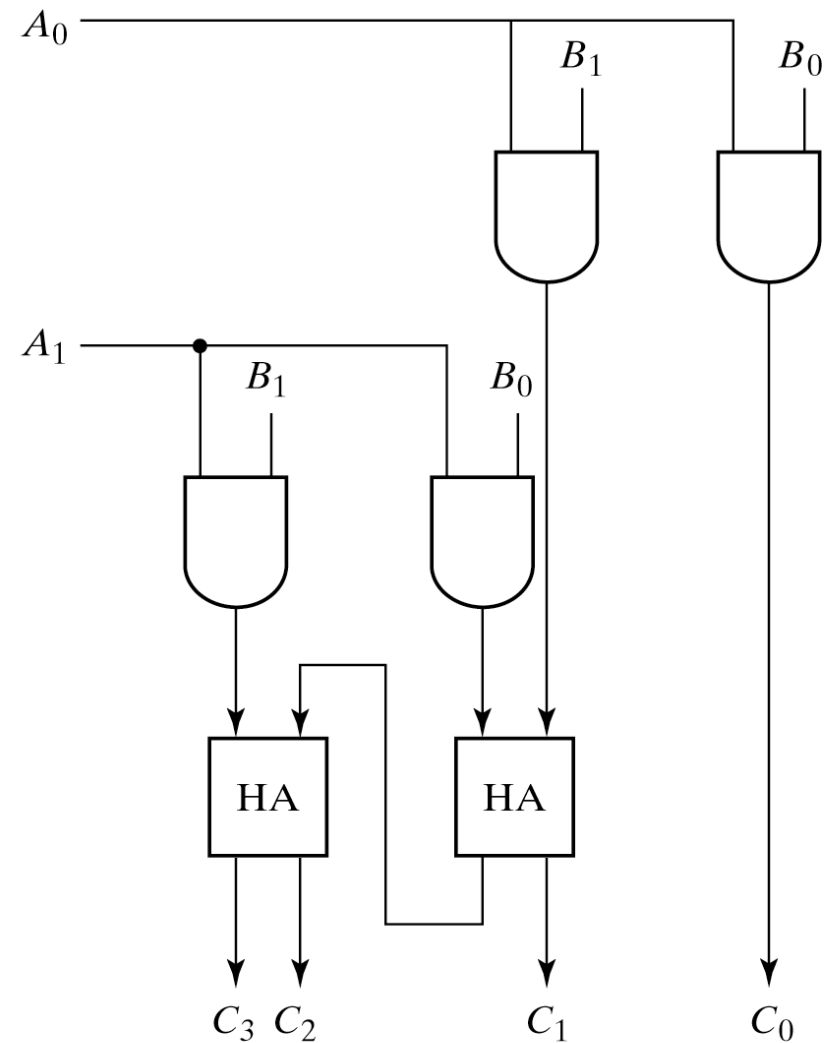 A₀
B₁ B₀
A₁
B₁ B₀
HA HA
C₃ C₂ C₁ C₀